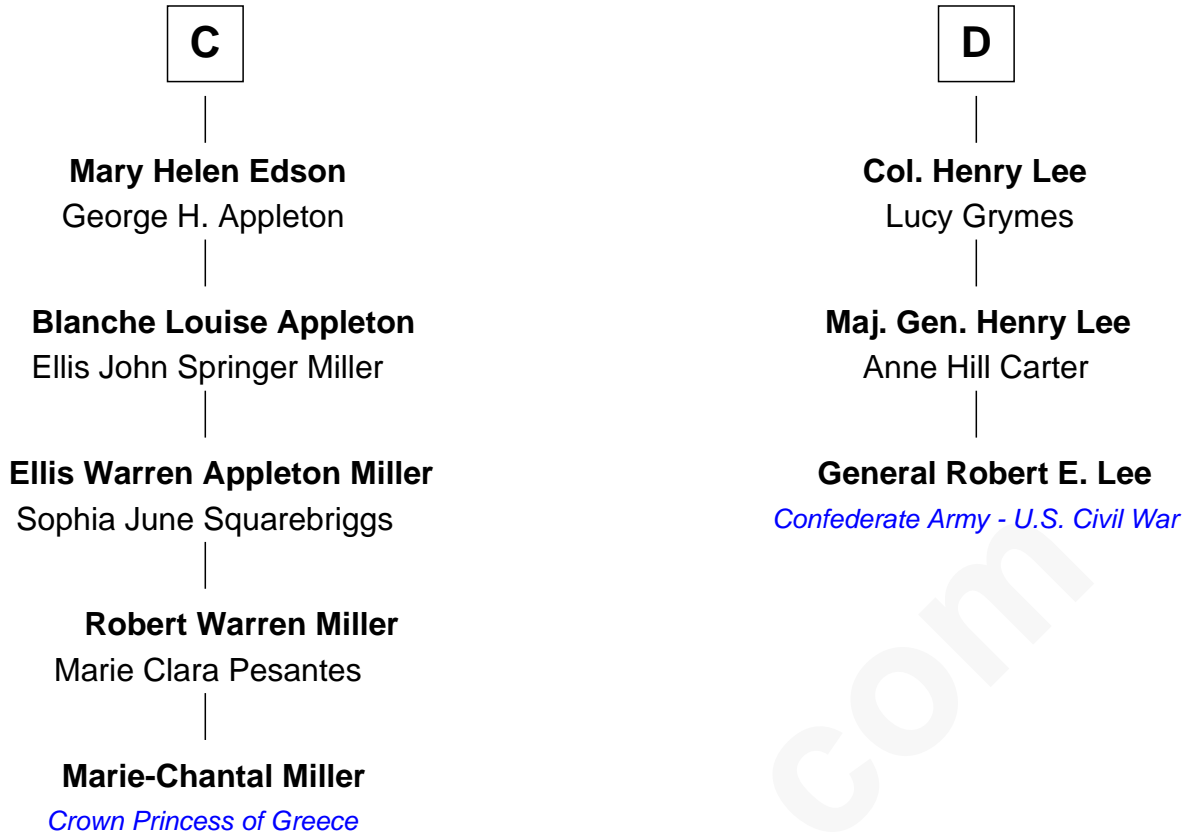 C
Mary Helen Edson
George H. Appleton
Blanche Louise Appleton
Ellis John Springer Miller
Ellis Warren Appleton Miller
Sophia June Squarebriggs
Robert Warren Miller
Marie Clara Pesantes
Marie-Chantal Miller
Crown Princess of Greece
D
Col. Henry Lee
Lucy Grymes
Maj. Gen. Henry Lee
Anne Hill Carter
General Robert E. Lee
Confederate Army - U.S. Civil War
com